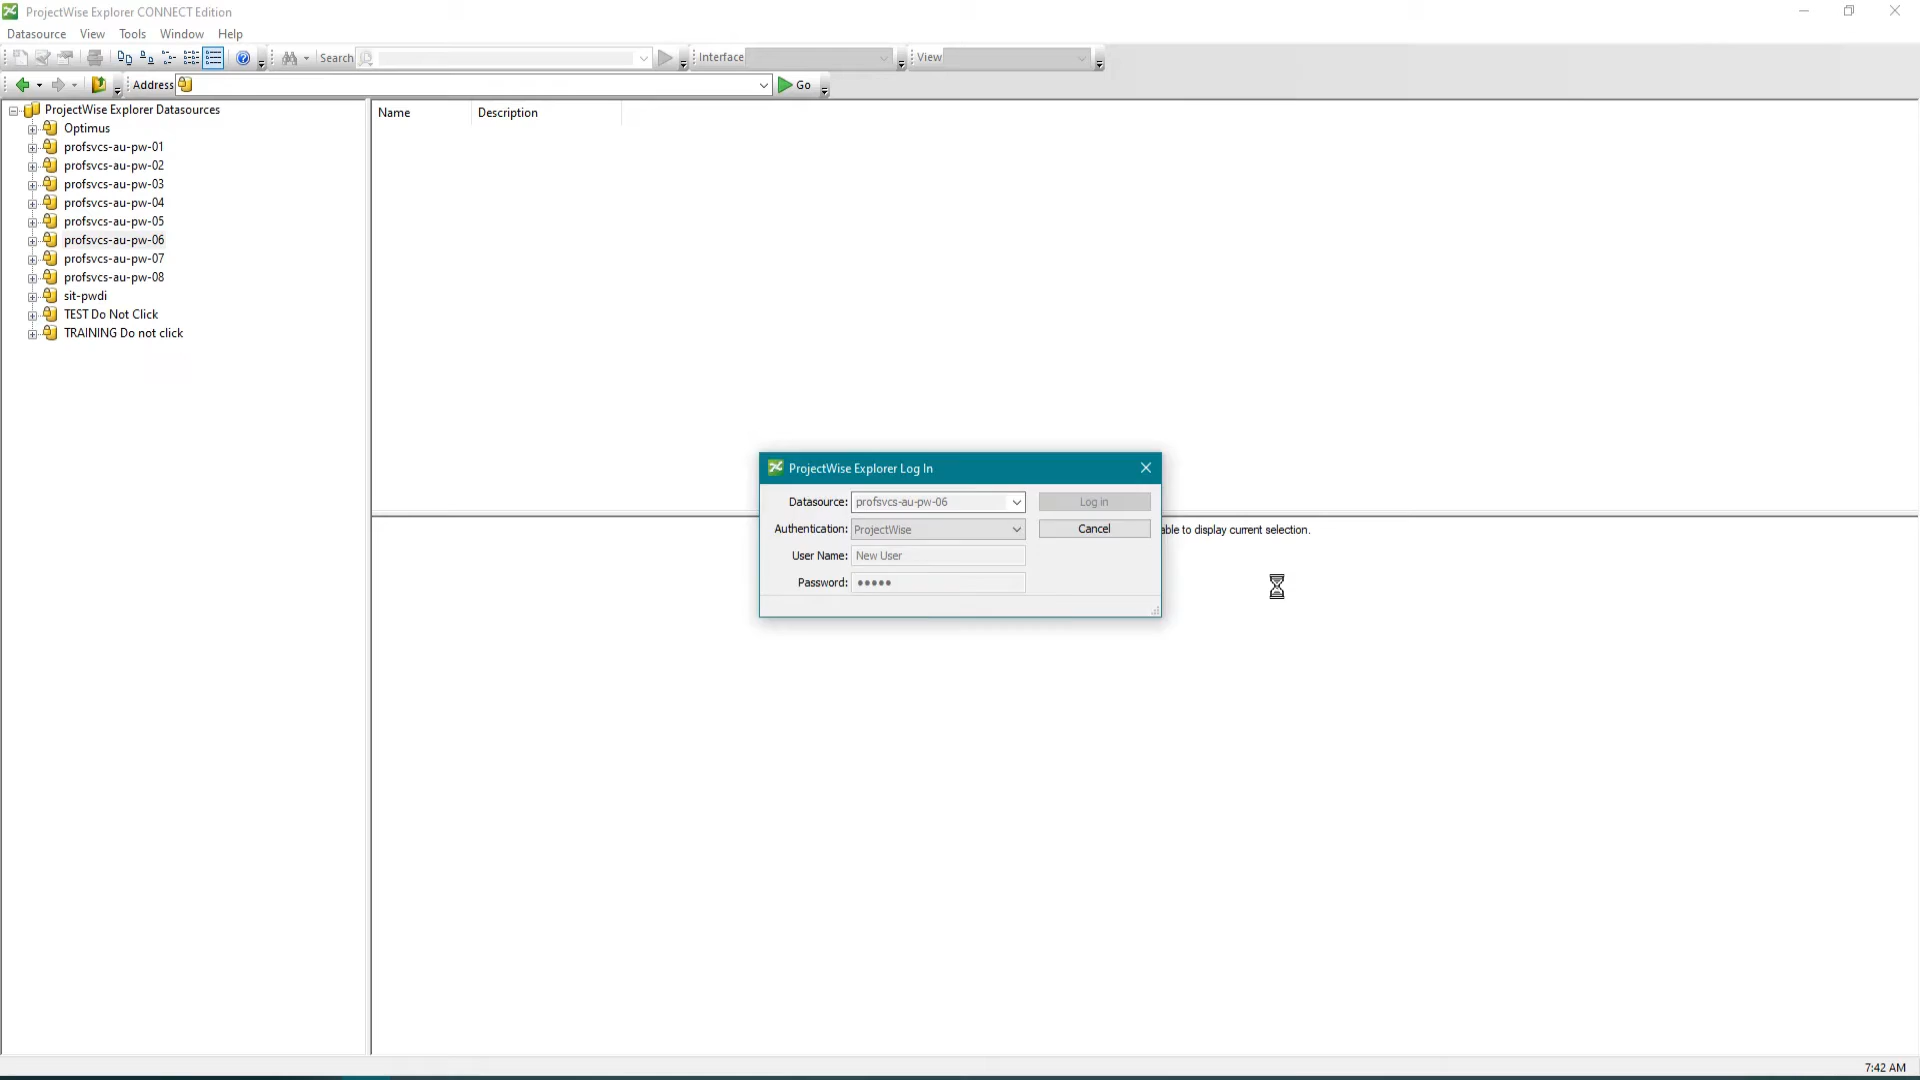 ProjectWise Explorer CONNECT Edition
Datasource View Tools Window Help
Search Interface View
Address Go
ProjectWise Explorer Datasources
Optimus
profsvcs-au-pw-01
profsvcs-au-pw-02
profsvcs-au-pw-03
profsvcs-au-pw-04
profsvcs-au-pw-05
profsvcs-au-pw-06
profsvcs-au-pw-07
profsvcs-au-pw-08
sit-pwdi
TEST Do Not Click
TRAINING Do not click
Name Description
ProjectWise Explorer Log In
Datasource: profsvcs-au-pw-06 Log in
Authentication: ProjectWise Cancel
User Name: New User
Password: •••••
able to display current selection.
7:42 AM